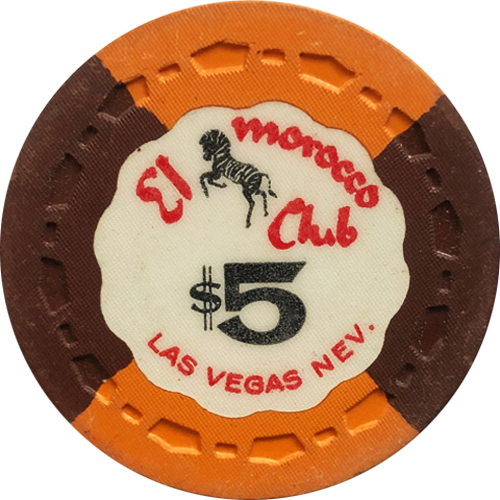 El morocco
Club
$5
LAS VEGAS NEV.